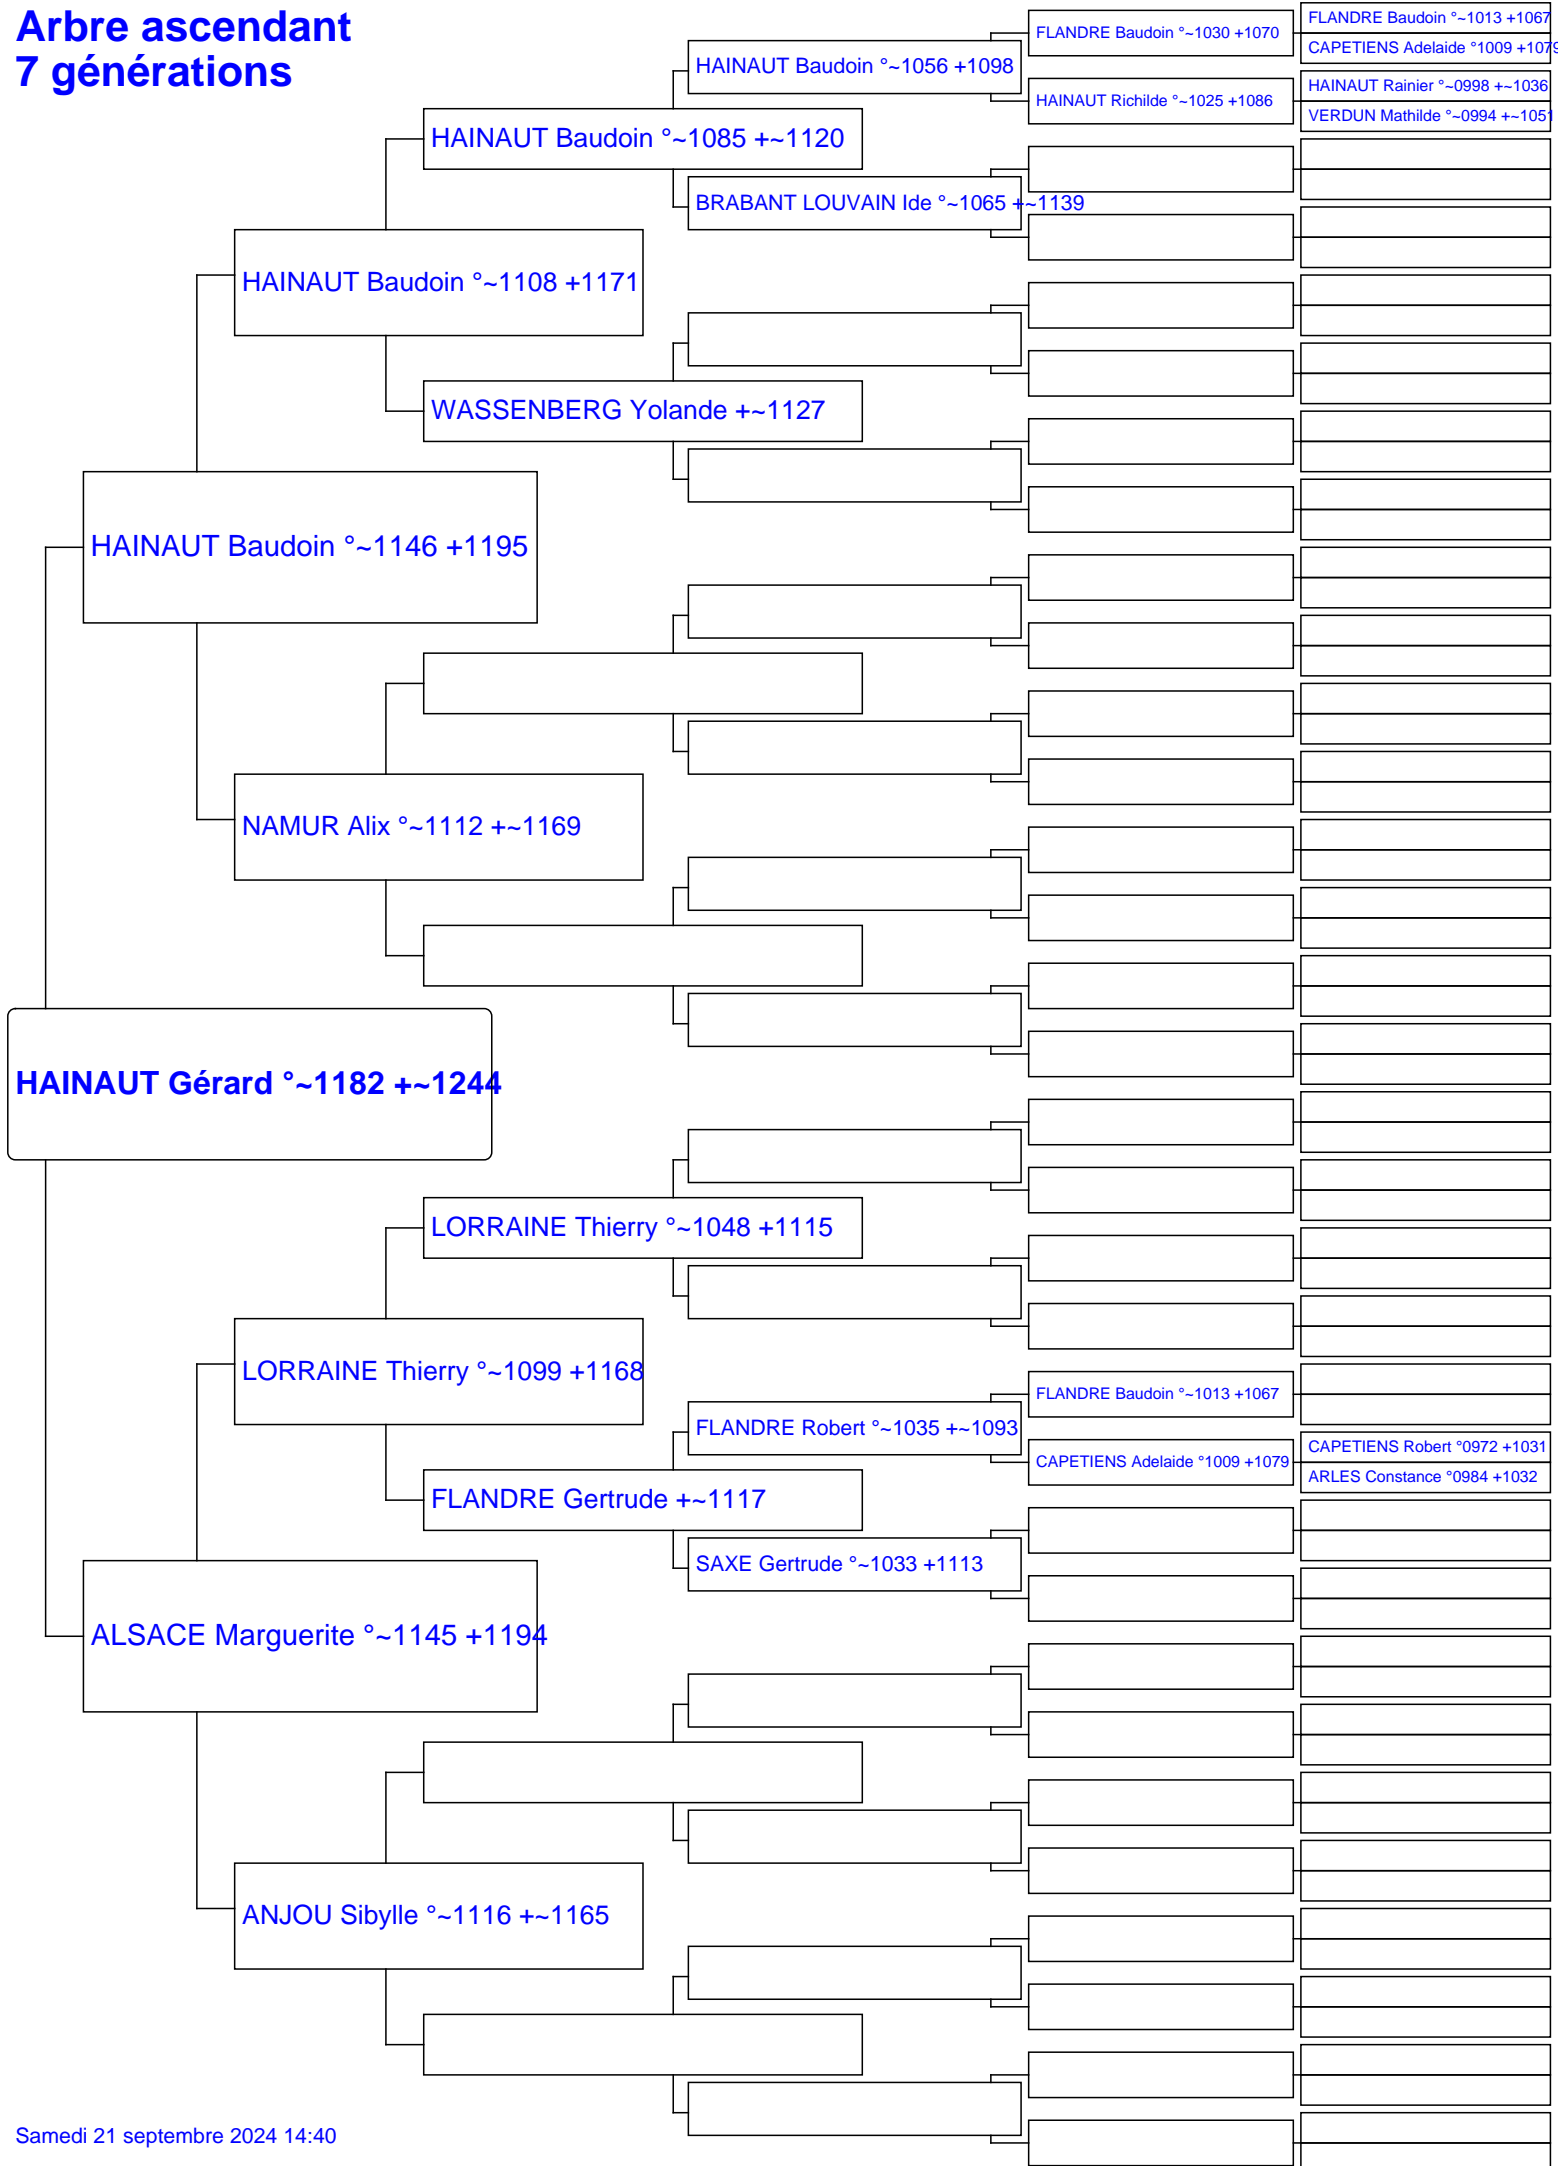 Arbre ascendant
7 générations
FLANDRE Baudoin °~1013 +1067
FLANDRE Baudoin °~1030 +1070
CAPETIENS Adelaide °1009 +1079
HAINAUT Baudoin °~1056 +1098
HAINAUT Rainier °~0998 +~1036
HAINAUT Richilde °~1025 +1086
VERDUN Mathilde °~0994 +~1051
HAINAUT Baudoin °~1085 +~1120
BRABANT LOUVAIN Ide °~1065 +~1139
HAINAUT Baudoin °~1108 +1171
WASSENBERG Yolande +~1127
HAINAUT Baudoin °~1146 +1195
NAMUR Alix °~1112 +~1169
HAINAUT Gérard °~1182 +~1244
LORRAINE Thierry °~1048 +1115
LORRAINE Thierry °~1099 +1168
FLANDRE Baudoin °~1013 +1067
FLANDRE Robert °~1035 +~1093
CAPETIENS Robert °0972 +1031
CAPETIENS Adelaide °1009 +1079
ARLES Constance °0984 +1032
FLANDRE Gertrude +~1117
SAXE Gertrude °~1033 +1113
ALSACE Marguerite °~1145 +1194
ANJOU Sibylle °~1116 +~1165
Samedi 21 septembre 2024 14:40